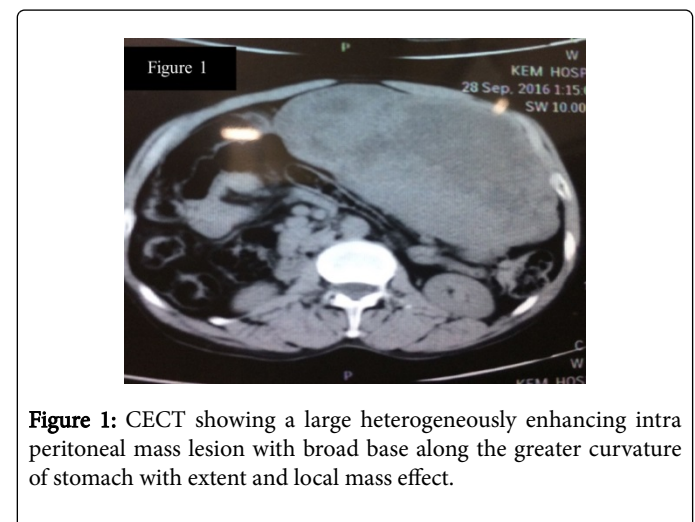 P
Figure 1
W
KEM HOSP
28 Sep, 2016 1:15:
SW 10.00
C
W
P
KEM HOS
Figure 1: CECT showing a large heterogeneously enhancing intra
peritoneal mass lesion with broad base along the greater curvature
of stomach with extent and local mass effect.